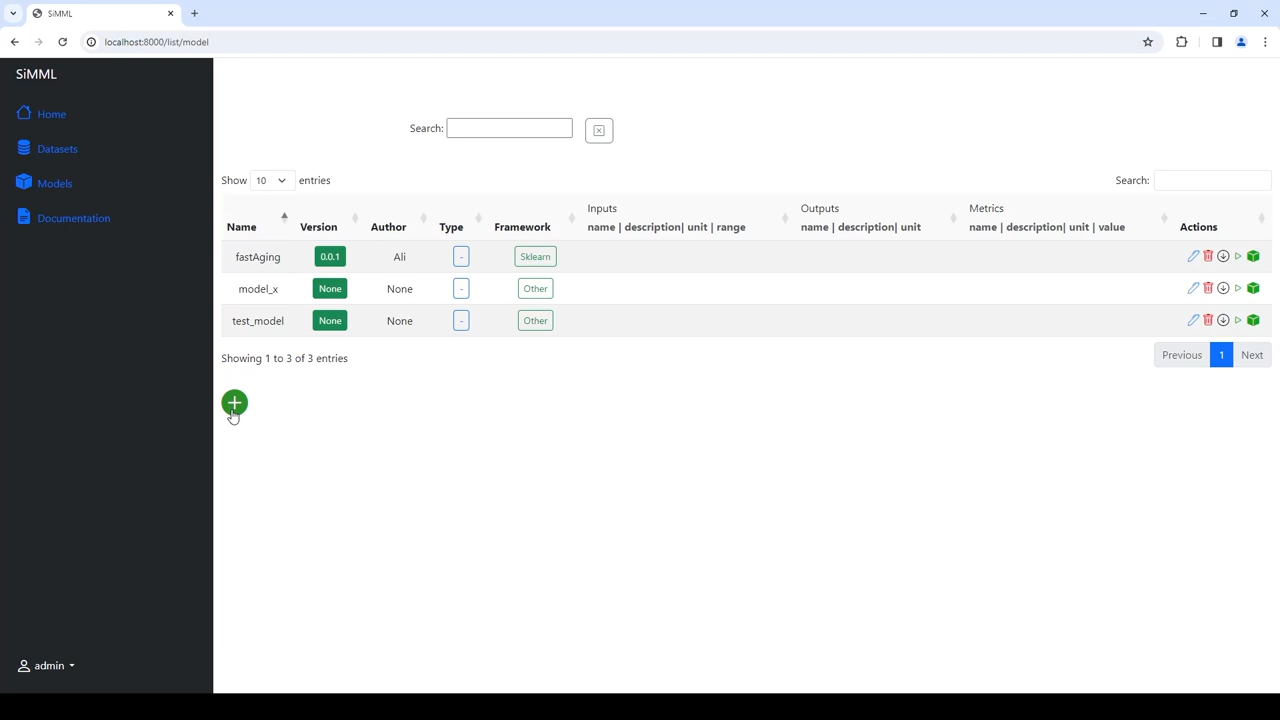 SiMML
localhost:8000/list/model
SiMML
Home
Datasets
Models
Documentation
admin
Search:
Show 10 entries
Search:
Name Version Author Type Framework Inputs name | description| unit | range Outputs name | description| unit Metrics name | description| unit | value Actions
fastAging 0.0.1 Ali - Sklearn
model_x None None - Other
test_model None None - Other
Showing 1 to 3 of 3 entries
Previous 1 Next